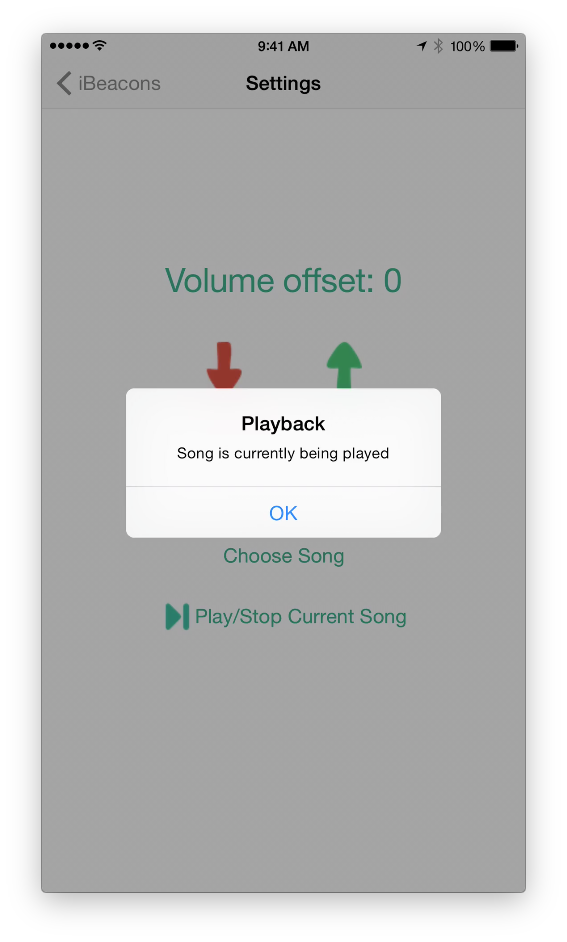 9:41 AM 100%
iBeacons Settings
Volume offset: 0
Playback
Song is currently being played
OK
Choose Song
Play/Stop Current Song